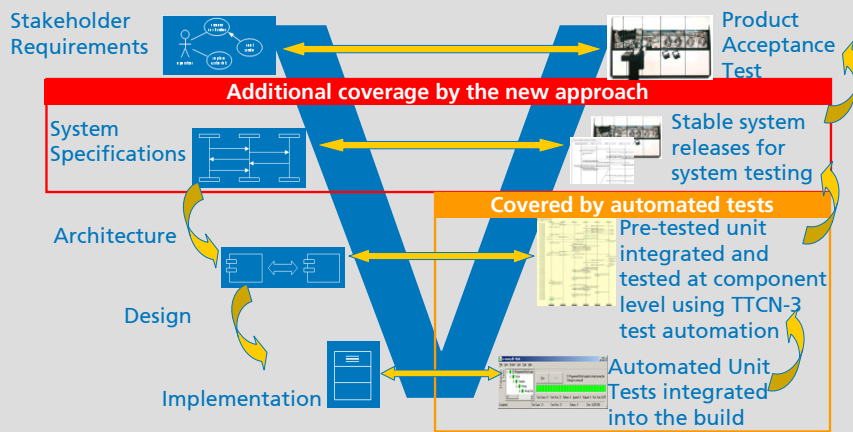 Stakeholder
Requirements
Product
Acceptance
Test
Additional coverage by the new approach
System
Specifications
Stable system
releases for
system testing
Covered by automated tests
Architecture
Pre-tested unit
integrated and
tested at component
level using TTCN-3
test automation
Design
Implementation
Automated Unit
Tests integrated
into the build